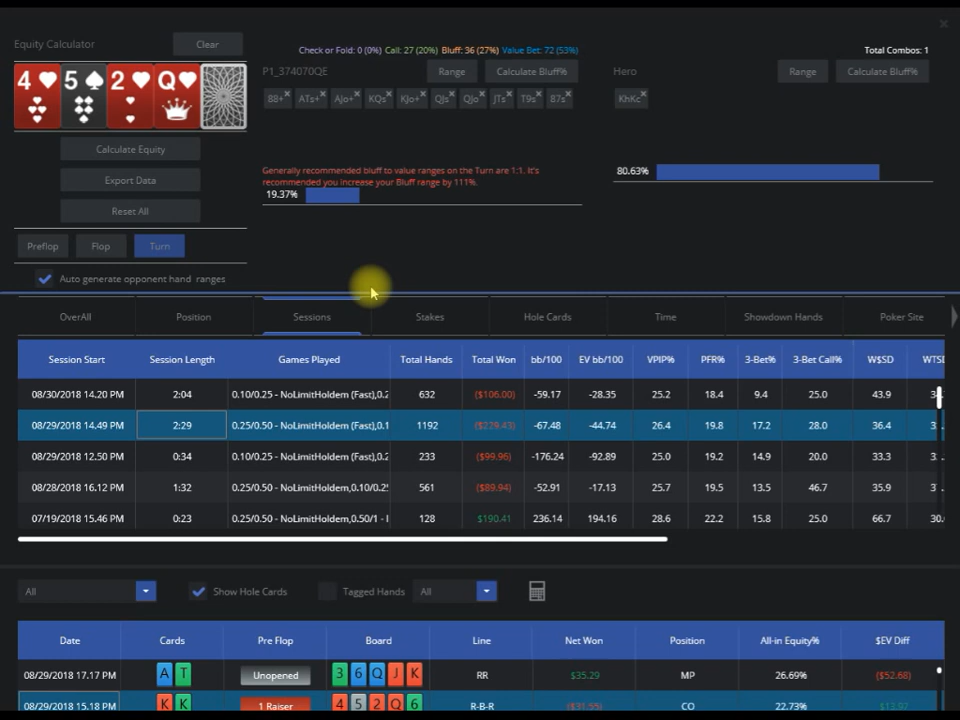 Equity Calculator
Clear
Check or Fold: 0 (0%) Call: 27 (20%) Bluff: 36 (27%) Value Bet: 72 (53%)
Total Combos: 1
P1_374070QE
Range
Calculate Bluff%
Hero
Range
Calculate Bluff%
4 5 2 Q
88+ ATs+ AJo+ KQs KJo+ QJs QJo JTs T9s 87s
KhKc
Calculate Equity
Export Data
Reset All
Generally recommended bluff to value ranges on the Turn are 1:1. It's
recommended you increase your Bluff range by 111%.
19.37%
80.63%
Preflop Flop Turn
Auto generate opponent hand ranges
OverAll Position Sessions Stakes Hole Cards Time Showdown Hands Poker Site
Session Start Session Length Games Played Total Hands Total Won bb/100 EV bb/100 VPIP% PFR% 3-Bet% 3-Bet Call% W$SD
08/30/2018 14.20 PM 2:04 0.10/0.25 - NoLimitHoldem (Fast),0.2 632 ($106.00) -59.17 -28.35 25.2 18.4 9.4 25.0 43.9
08/29/2018 14.49 PM 2:29 0.25/0.50 - NoLimitHoldem (Fast),0.1 1192 ($279.43) -67.48 -44.74 26.4 19.8 17.2 28.0 36.4
08/29/2018 12.50 PM 0:34 0.10/0.25 - NoLimitHoldem (Fast),0.2 233 ($99.96) -176.24 -92.89 25.0 19.2 14.9 20.0 33.3
08/28/2018 16.12 PM 1:32 0.25/0.50 - NoLimitHoldem,0.10/0.25 561 ($89.94) -52.91 -17.13 25.7 19.5 13.5 46.7 35.9
07/19/2018 15.46 PM 0:23 0.25/0.50 - NoLimitHoldem,0.50/1 - 128 $190.41 236.14 194.16 28.6 22.2 15.8 25.0 66.7
All
Show Hole Cards
Tagged Hands
All
Date Cards Pre Flop Board Line Net Won Position All-in Equity% $EV Diff
08/29/2018 17.17 PM A T Unopened 3 6 Q J K RR $35.29 MP 26.69% ($52.68)
08/29/2018 15.18 PM K K 1 Raiser 4 5 2 Q 6 R-B-R ($31.55) CO 22.73% $13.92